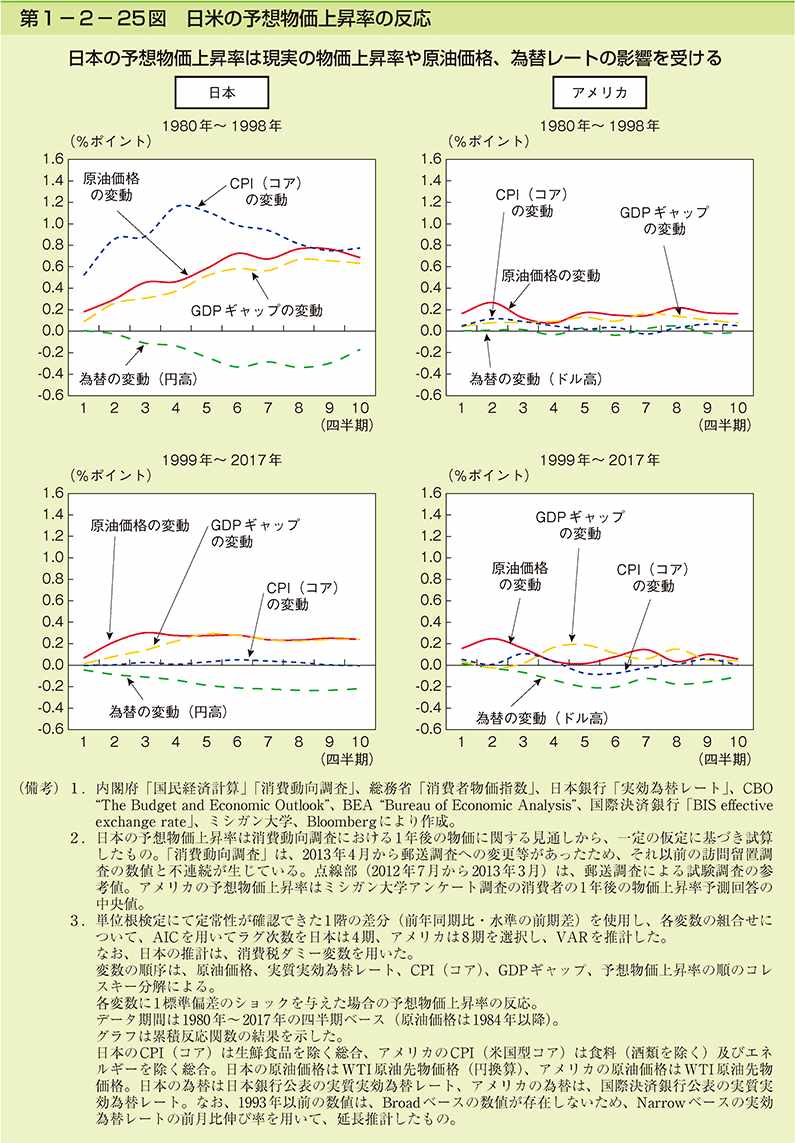 第1－2－25図　日米の予想物価上昇率の反応
日本の予想物価上昇率は現実の物価上昇率や原油価格、為替レートの影響を受ける
日本
1980年～1998年
（%ポイント）
1.6
1.4
1.2
1.0
0.8
0.6
0.4
0.2
0.0
-0.2
-0.4
-0.6
原油価格
の変動
CPI（コア）
の変動
GDPギャップの変動
為替の変動（円高）
1 2 3 4 5 6 7 8 9 10
（四半期）
アメリカ
1980年～1998年
（%ポイント）
1.6
1.4
1.2
1.0
0.8
0.6
0.4
0.2
0.0
-0.2
-0.4
-0.6
CPI（コア）
の変動
GDPギャップ
の変動
原油価格の変動
為替の変動（ドル高）
1 2 3 4 5 6 7 8 9 10
（四半期）
1999年～2017年
（%ポイント）
1.6
1.4
1.2
1.0
0.8
0.6
0.4
0.2
0.0
-0.2
-0.4
-0.6
原油価格の変動
GDPギャップ
の変動
CPI（コア）
の変動
為替の変動（円高）
1 2 3 4 5 6 7 8 9 10
（四半期）
1999年～2017年
（%ポイント）
1.6
1.4
1.2
1.0
0.8
0.6
0.4
0.2
0.0
-0.2
-0.4
-0.6
GDPギャップ
の変動
原油価格
の変動
CPI（コア）
の変動
為替の変動（ドル高）
1 2 3 4 5 6 7 8 9 10
（四半期）
（備考）1．内閣府「国民経済計算」「消費動向調査」、総務省「消費者物価指数」、日本銀行「実効為替レート」、CBO
“The Budget and Economic Outlook”、BEA “Bureau of Economic Analysis”、国際決済銀行「BIS effective
exchange rate」、ミシガン大学、Bloombergにより作成。
2．日本の予想物価上昇率は消費動向調査における1年後の物価に関する見通しから、一定の仮定に基づき試算
したもの。「消費動向調査」は、2013年4月から郵送調査への変更等があったため、それ以前の訪問留置調
査の数値と不連続が生じている。点線部（2012年7月から2013年3月）は、郵送調査による試験調査の参
考値。アメリカの予想物価上昇率はミシガン大学アンケート調査の消費者の1年後の物価上昇率予測回答の
中央値。
3．単位根検定にて定常性が確認できた1階の差分（前年同期比・水準の前期差）を使用し、各変数の組合せに
ついて、AICを用いてラグ次数を日本は4期、アメリカは8期を選択し、VARを推計した。
なお、日本の推計は、消費税ダミー変数を用いた。
変数の順序は、原油価格、実質実効為替レート、CPI（コア）、GDPギャップ、予想物価上昇率の順のコレ
スキー分解による。
各変数に1標準偏差のショックを与えた場合の予想物価上昇率の反応。
データ期間は1980年～2017年の四半期ベース（原油価格は1984年以降）。
グラフは累積反応関数の結果を示した。
日本のCPI（コア）は生鮮食品を除く総合、アメリカのCPI（米国型コア）は食料（酒類を除く）及びエネ
ルギーを除く総合。日本の原油価格はWTI原油先物価格（円換算）、アメリカの原油価格はWTI原油先物
価格。日本の為替は日本銀行公表の実質実効為替レート、アメリカの為替は、国際決済銀行公表の実質実
効為替レート。なお、1993年以前の数値は、Broadベースの数値が存在しないため、Narrowベースの実効
為替レートの前月比伸び率を用いて、延長推計したもの。